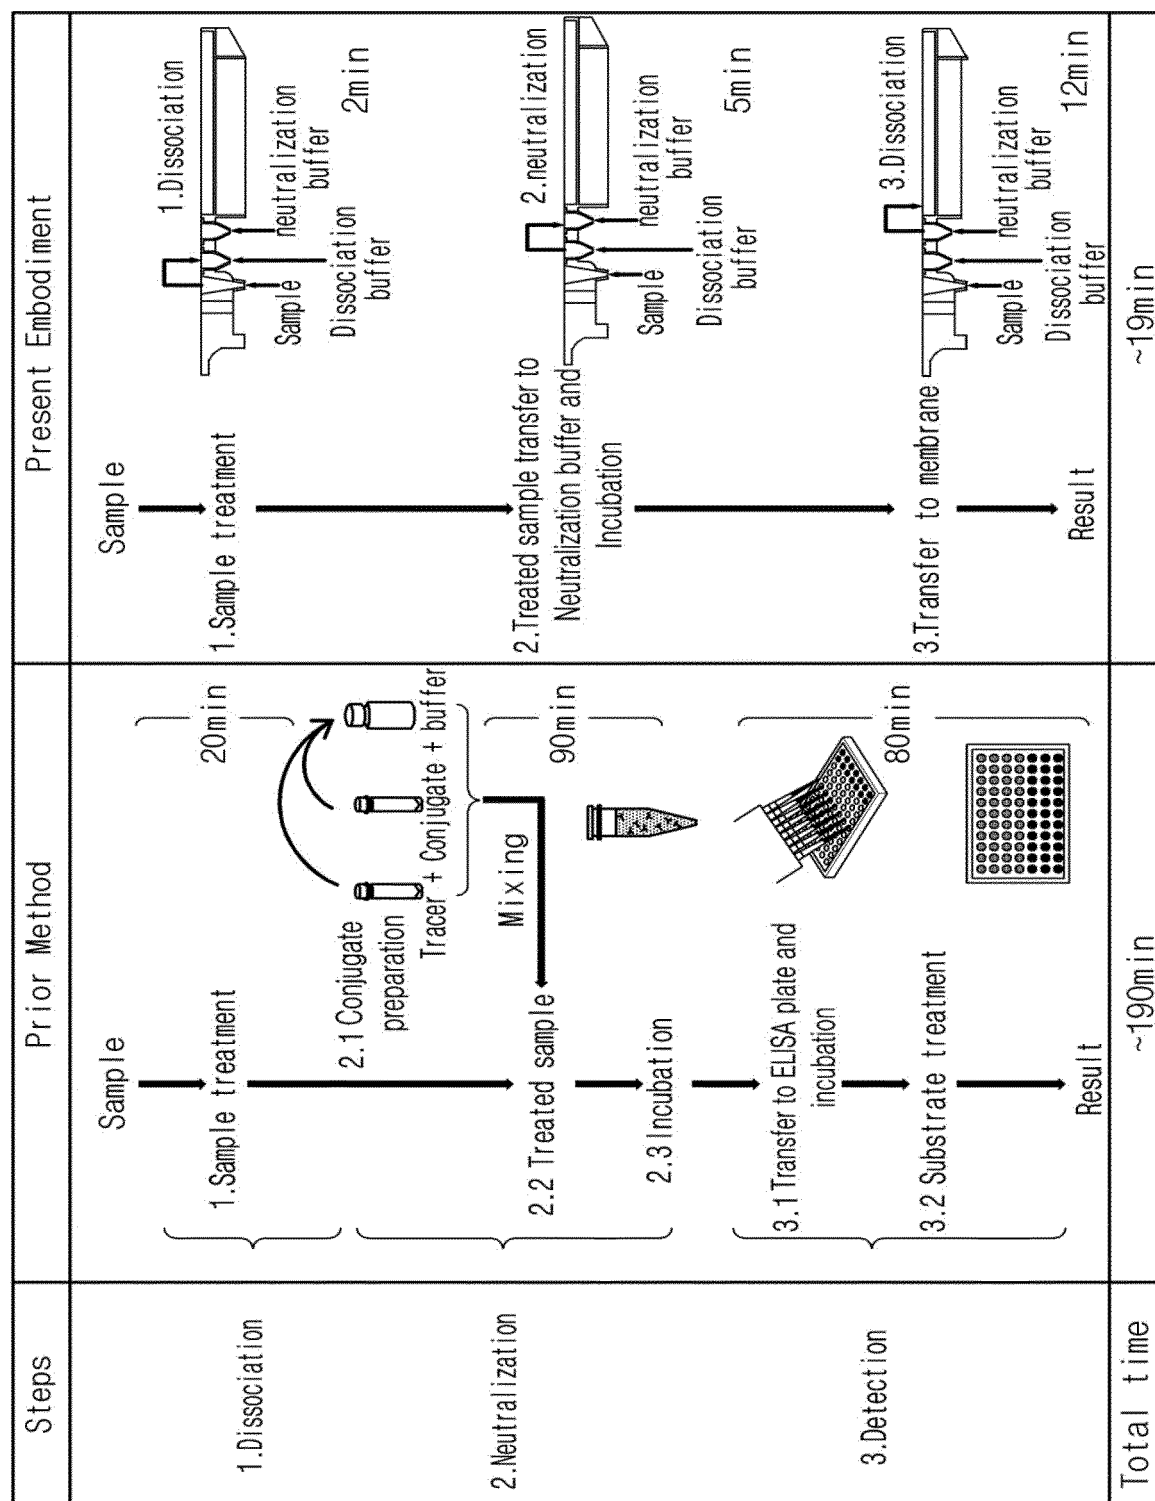 Steps
Prior Method
Present Embodiment
1.Dissociation
2.Neutralization
3.Detection
Sample
1.Sample treatment
20min
2.1 Conjugate
preparation
Tracer + Conjugate + buffer
Mixing
2.2 Treated sample
2.3 Incubation
90min
3.1 Transfer to ELISA plate and
incubation
3.2 Substrate treatment
80min
Result
Sample
1.Sample treatment
1.Dissociation
Sample
Dissociation
buffer
neutralization
buffer
2min
2.Treated sample transfer to
Neutralization buffer and
Incubation
2.neutralization
Sample
Dissociation
buffer
neutralization
buffer
5min
3.Transfer to membrane
3.Dissociation
Sample
Dissociation
buffer
neutralization
buffer
12min
Result
Total time
~190min
~19min